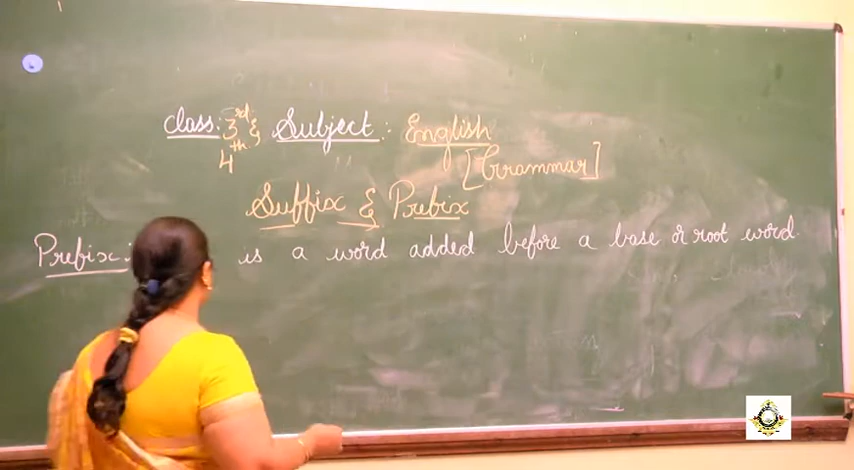 Class: 3rd & Subject: English
4th
[Grammar]
Suffix & Prefix
Prefix: is a word added before a base or root word.